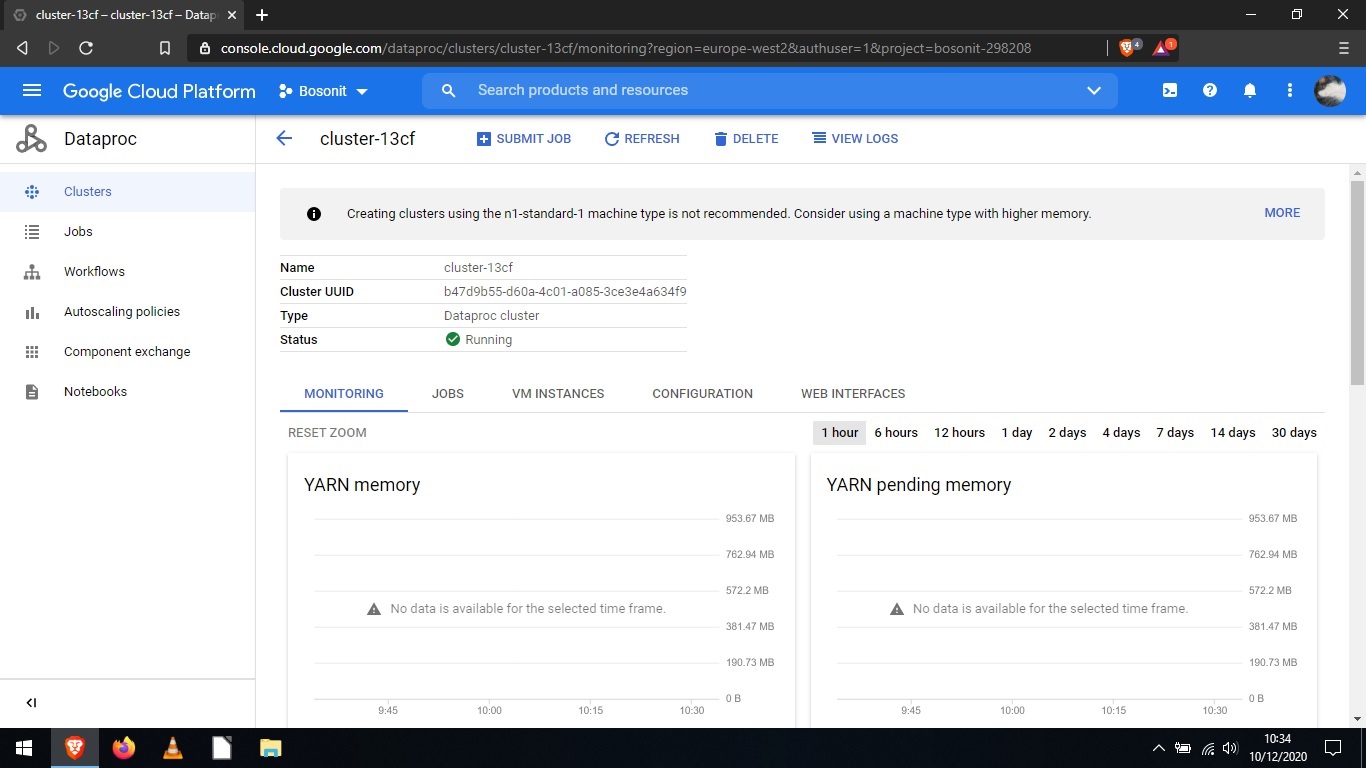 cluster-13cf – cluster-13cf – Datap
console.cloud.google.com/dataproc/clusters/cluster-13cf/monitoring?region=europe-west2&authuser=1&project=bosonit-298208
4
1
Google Cloud Platform
Bosonit
Search products and resources
Dataproc
cluster-13cf
SUBMIT JOB
REFRESH
DELETE
VIEW LOGS
Clusters
Jobs
Workflows
Autoscaling policies
Component exchange
Notebooks
Creating clusters using the n1-standard-1 machine type is not recommended. Consider using a machine type with higher memory.
MORE
Name cluster-13cf
Cluster UUID b47d9b55-d60a-4c01-a085-3ce3e4a634f9
Type Dataproc cluster
Status Running
MONITORING JOBS VM INSTANCES CONFIGURATION WEB INTERFACES
RESET ZOOM
1 hour 6 hours 12 hours 1 day 2 days 4 days 7 days 14 days 30 days
YARN memory
953.67 MB
762.94 MB
572.2 MB
No data is available for the selected time frame.
381.47 MB
190.73 MB
0 B
9:45 10:00 10:15 10:30
YARN pending memory
953.67 MB
762.94 MB
572.2 MB
No data is available for the selected time frame.
381.47 MB
190.73 MB
0 B
9:45 10:00 10:15 10:30
10:34
10/12/2020